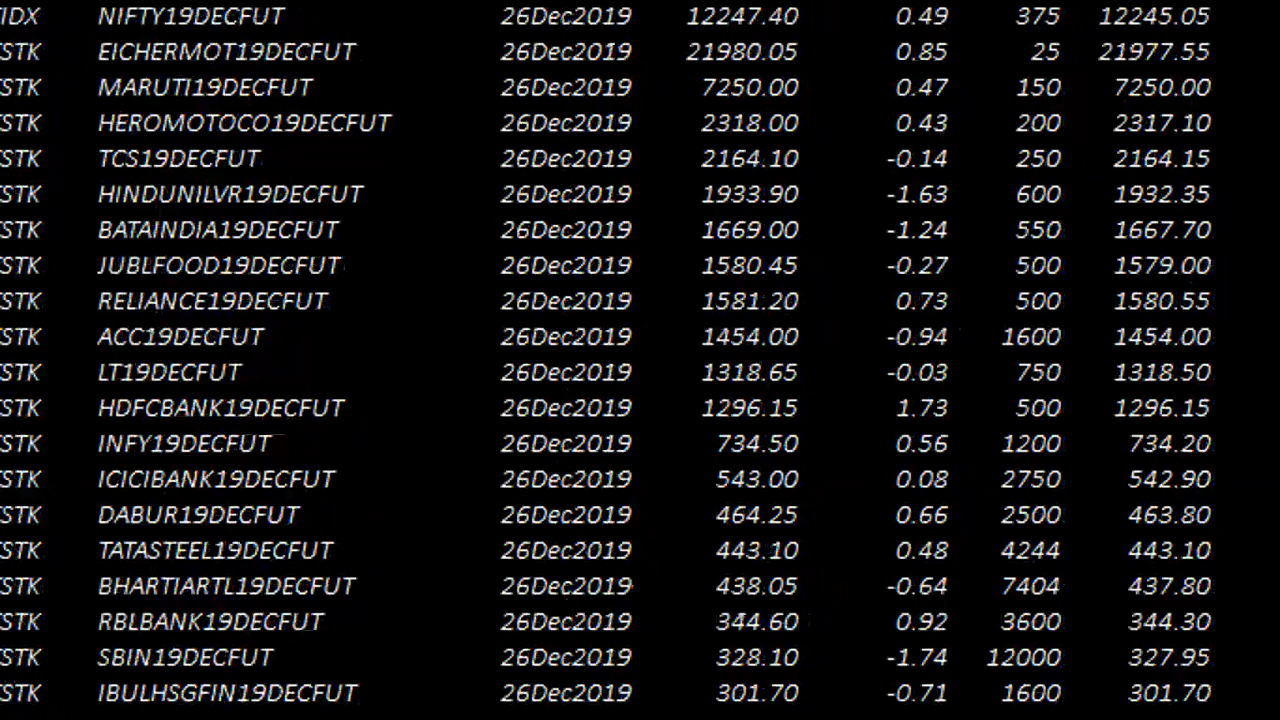 IDX NIFTY19DECFUT 26Dec2019 12247.40 0.49 375 12245.05
STK EICHERMOT19DECFUT 26Dec2019 21980.05 0.85 25 21977.55
STK MARUTI19DECFUT 26Dec2019 7250.00 0.47 150 7250.00
STK HEROMOTOCO19DECFUT 26Dec2019 2318.00 0.43 200 2317.10
STK TCS19DECFUT 26Dec2019 2164.10 -0.14 250 2164.15
STK HINDUNILVR19DECFUT 26Dec2019 1933.90 -1.63 600 1932.35
STK BATAINDIA19DECFUT 26Dec2019 1669.00 -1.24 550 1667.70
STK JUBLFOOD19DECFUT 26Dec2019 1580.45 -0.27 500 1579.00
STK RELIANCE19DECFUT 26Dec2019 1581.20 0.73 500 1580.55
STK ACC19DECFUT 26Dec2019 1454.00 -0.94 1600 1454.00
STK LT19DECFUT 26Dec2019 1318.65 -0.03 750 1318.50
STK HDFCBANK19DECFUT 26Dec2019 1296.15 1.73 500 1296.15
STK INFY19DECFUT 26Dec2019 734.50 0.56 1200 734.20
STK ICICIBANK19DECFUT 26Dec2019 543.00 0.08 2750 542.90
STK DABUR19DECFUT 26Dec2019 464.25 0.66 2500 463.80
STK TATASTEEL19DECFUT 26Dec2019 443.10 0.48 4244 443.10
STK BHARTIARTL19DECFUT 26Dec2019 438.05 -0.64 7404 437.80
STK RBLBANK19DECFUT 26Dec2019 344.60 0.92 3600 344.30
STK SBIN19DECFUT 26Dec2019 328.10 -1.74 12000 327.95
STK IBULHSGFIN19DECFUT 26Dec2019 301.70 -0.71 1600 301.70